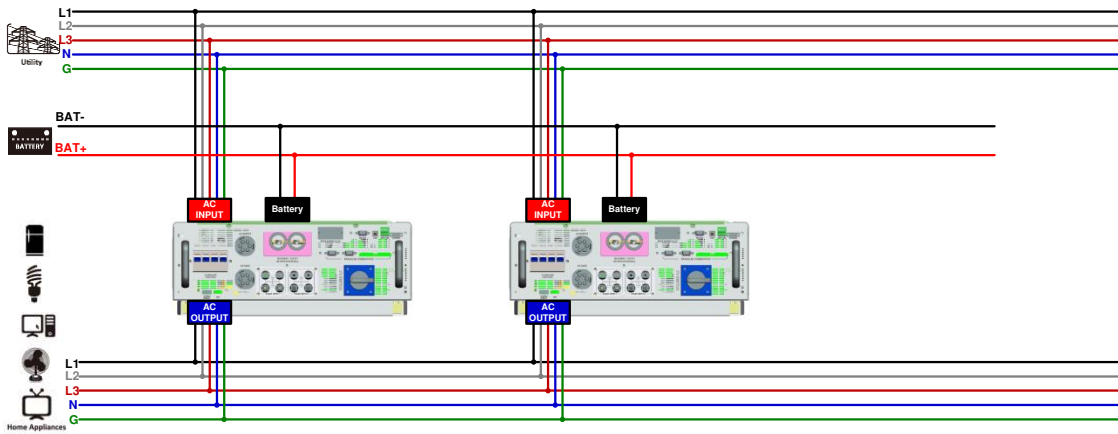 L1
L2
L3
N
G
Utility
BAT-
BATTERY
BAT+
AC
INPUT
Battery
AC
INPUT
Battery
AC
OUTPUT
AC
OUTPUT
L1
L2
L3
N
G
Home Appliances